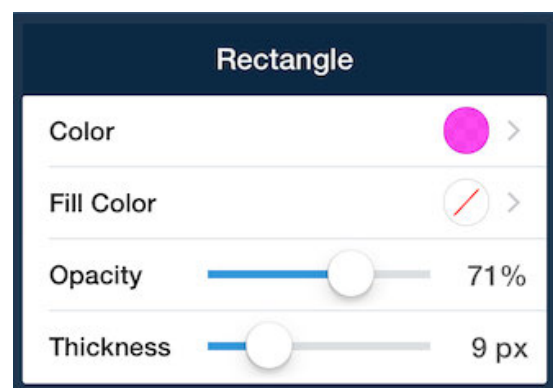 Rectangle
Color
Fill Color
Opacity 71%
Thickness 9 px